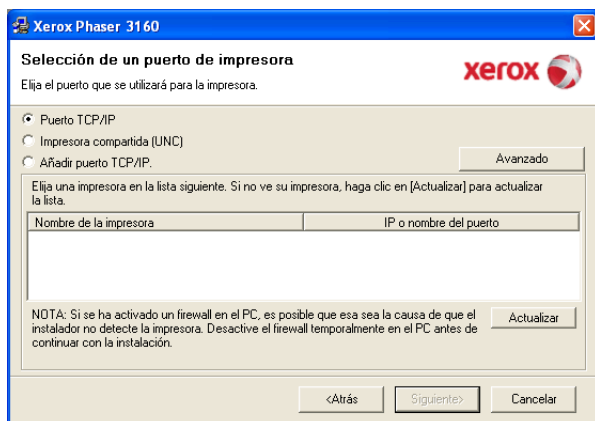 Xerox Phaser 3160
Selección de un puerto de impresora
Elija el puerto que se utilizará para la impresora.
xerox
Puerto TCP/IP
Impresora compartida (UNC)
Añadir puerto TCP/IP.
Avanzado
Elija una impresora en la lista siguiente. Si no ve su impresora, haga clic en [Actualizar] para actualizar
la lista.
Nombre de la impresora IP o nombre del puerto
NOTA: Si se ha activado un firewall en el PC, es posible que esa sea la causa de que el
instalador no detecte la impresora. Desactive el firewall temporalmente en el PC antes de
continuar con la instalación.
Actualizar
<Atrás Siguiente> Cancelar